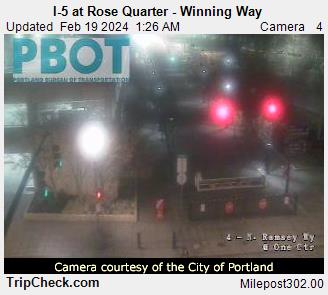 I-5 at Rose Quarter - Winning Way
Updated Feb 19 2024 1:26 AM Camera 4
PBOT
PORTLAND BUREAU OF TRANSPORTATION
4 - N. Ramsey Wy
@ One Ctr
Camera courtesy of the City of Portland
TripCheck.com Milepost302.00